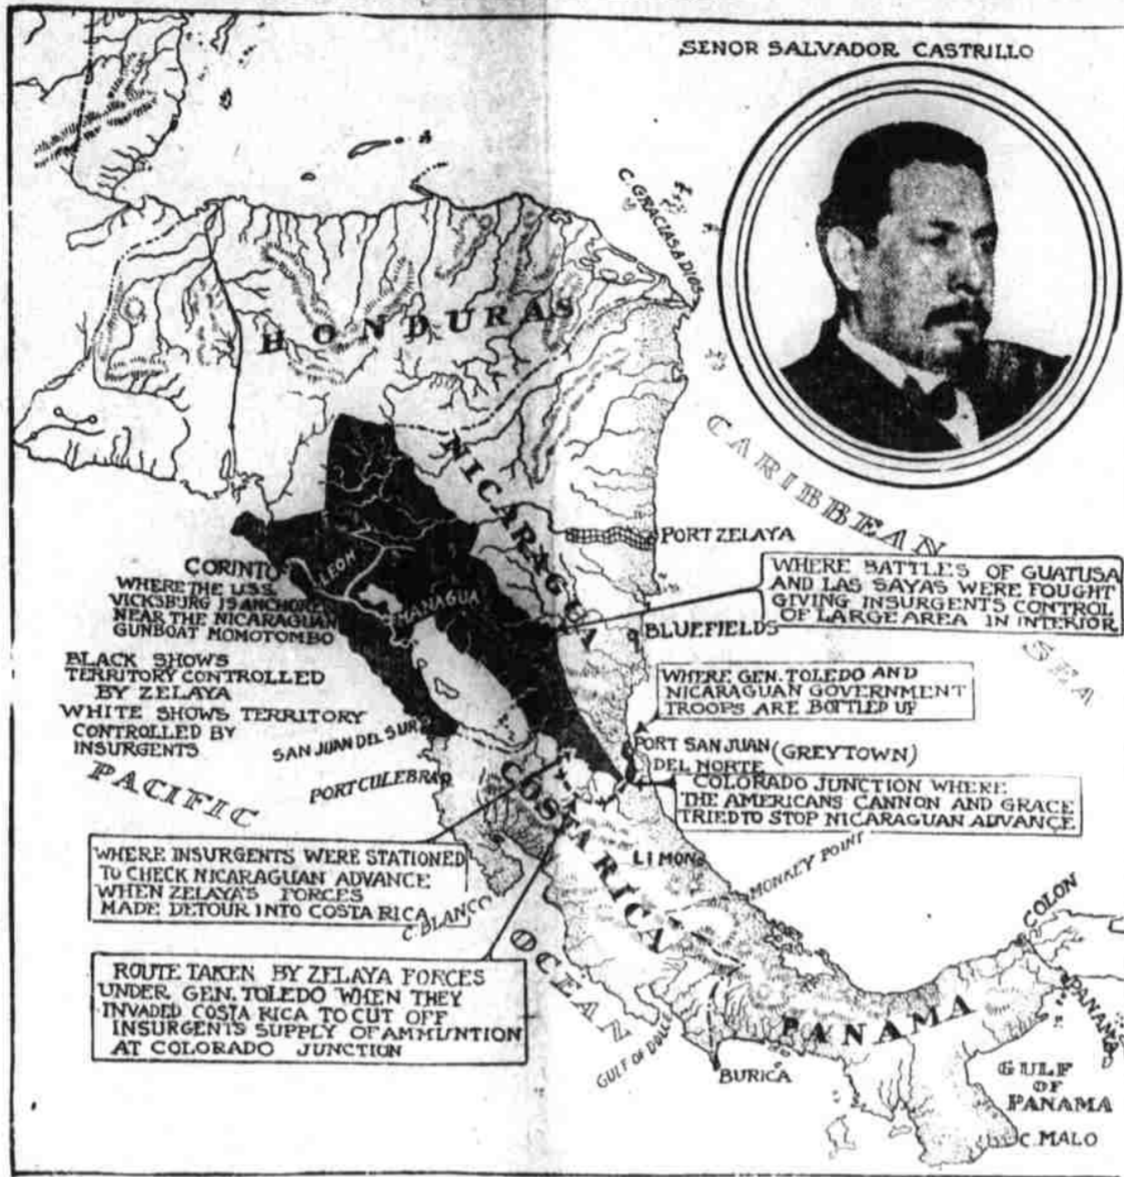 SENOR SALVADOR CASTRILLO
C. GRACIAS A DIOS
HONDURAS
CARIBBEAN
SEA
NICARAGUA
PORT ZELAYA
CORINTO
WHERE THE U.S.S.
VICKSBURG IS ANCHORED
NEAR THE NICARAGUAN
GUNBOAT MOMOTOMBO
LEON
MANAGUA
WHERE BATTLES OF GUATUSA
AND LAS SAYAS WERE FOUGHT
GIVING INSURGENTS CONTROL
OF LARGE AREA IN INTERIOR
BLUEFIELDS
BLACK SHOWS
TERRITORY CONTROLLED
BY ZELAYA
WHITE SHOWS TERRITORY
CONTROLLED BY
INSURGENTS
WHERE GEN. TOLEDO AND
NICARAGUAN GOVERNMENT
TROOPS ARE BOTTLED UP
SAN JUAN DEL SUR
PORT SAN JUAN (GREYTOWN)
DEL NORTE
PACIFIC
PORT CULEBRA
COLORADO JUNCTION WHERE
THE AMERICANS CANNON AND GRACE
TRIED TO STOP NICARAGUAN ADVANCE
COSTA RICA
WHERE INSURGENTS WERE STATIONED
TO CHECK NICARAGUAN ADVANCE
WHEN ZELAYA'S FORCES
MADE DETOUR INTO COSTA RICA
LIMON
MONKEY POINT
C. BLANCO
COLON
OCEAN
ROUTE TAKEN BY ZELAYA FORCES
UNDER GEN. TOLEDO WHEN THEY
INVADED COSTA RICA TO CUT OFF
INSURGENTS SUPPLY OF AMMUNTION
AT COLORADO JUNCTION
PANAMA
PANAMA
GULF OF DULCE
BURICA
GULF
OF
PANAMA
C. MALO